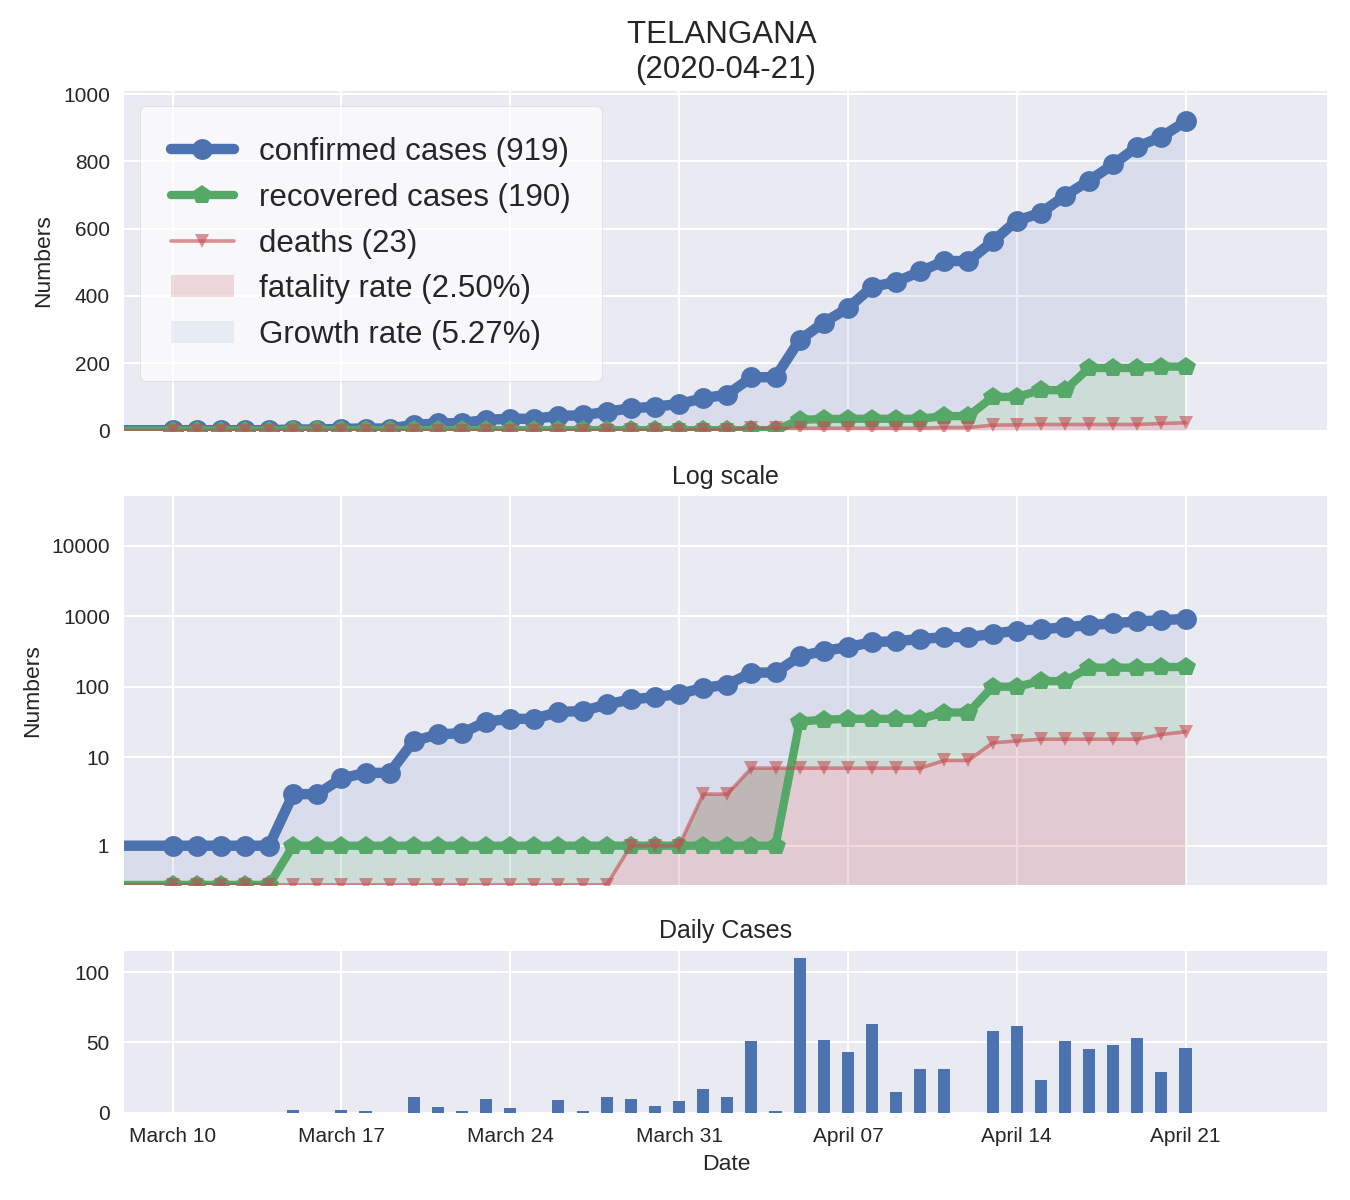 TELANGANA
(2020-04-21)
1000
800
600
400
200
0
Numbers
confirmed cases (919)
recovered cases (190)
deaths (23)
fatality rate (2.50%)
Growth rate (5.27%)
Log scale
10000
1000
100
10
1
Numbers
Daily Cases
100
50
0
March 10 March 17 March 24 March 31 April 07 April 14 April 21
Date